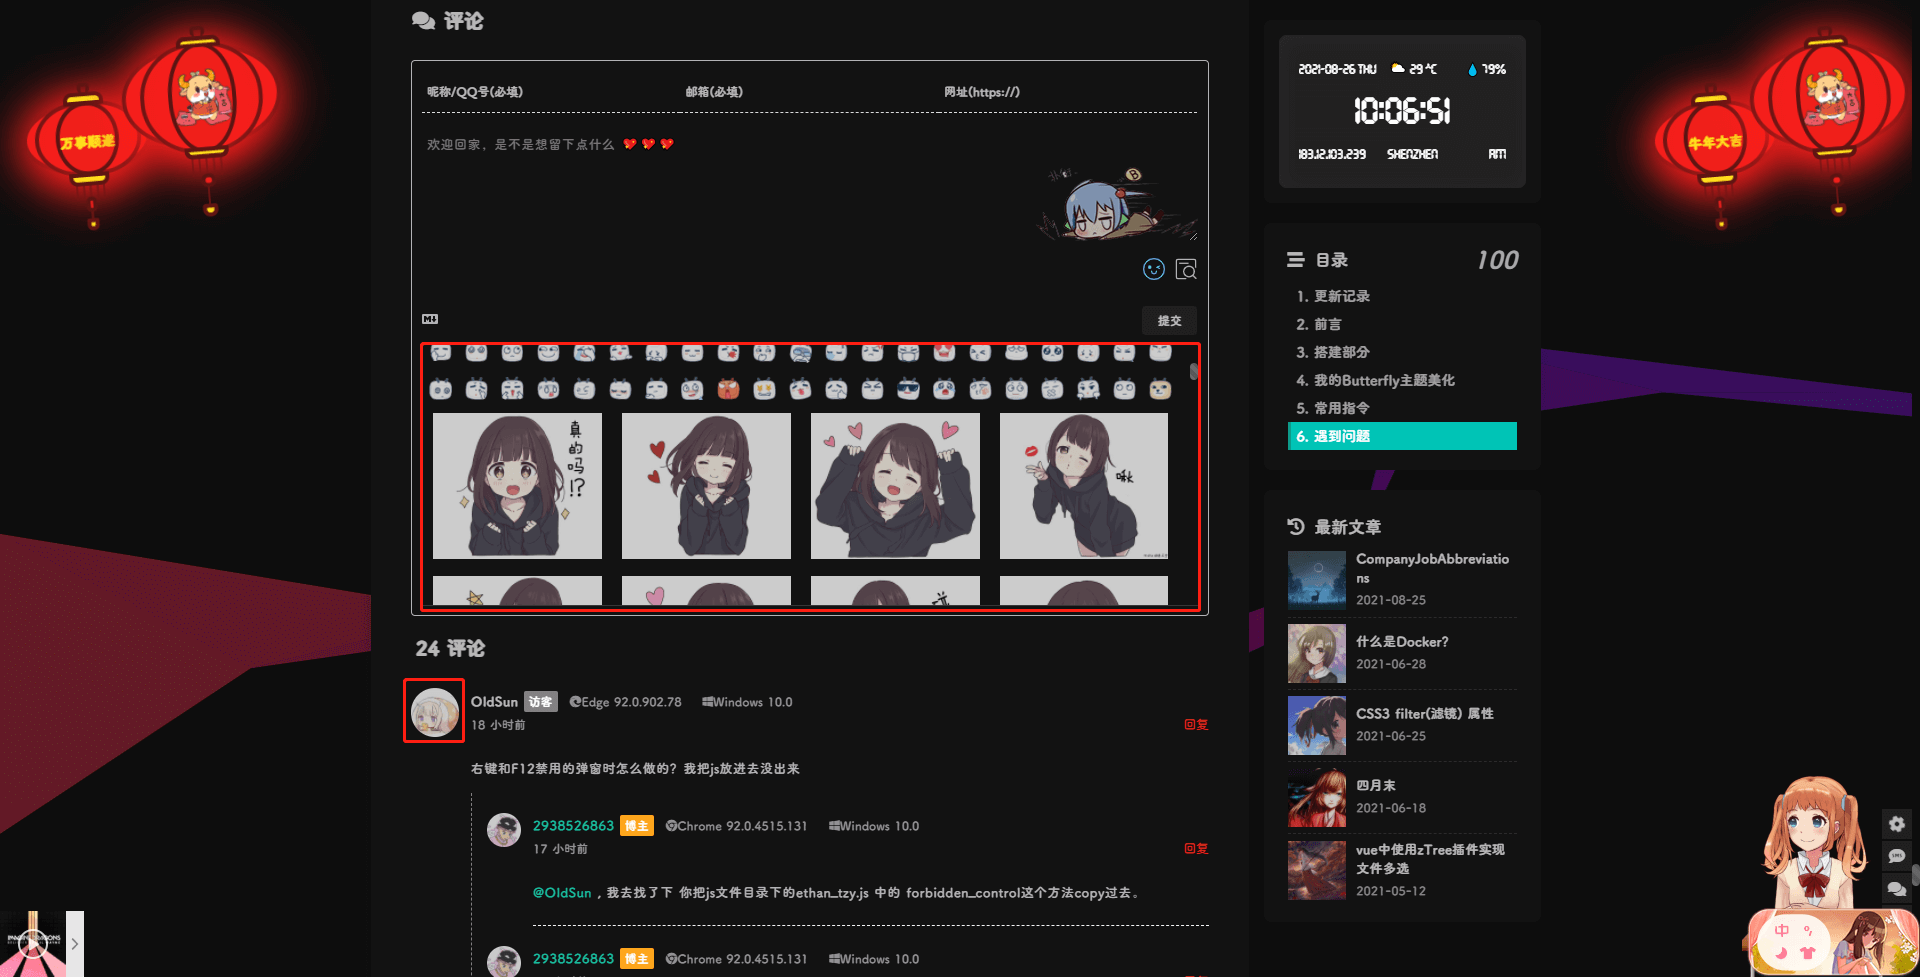 评论
昵称/QQ号(必填)
邮箱(必填)
网址(https://)
欢迎回家，是不是想留下点什么
B
M↓
提交
真的吗!?
啾
24 评论
OldSun 访客 Edge 92.0.902.78 Windows 10.0
18 小时前
回复
右键和F12禁用的弹窗时怎么做的？我把js放进去没出来
2938526863 博主 Chrome 92.0.4515.131 Windows 10.0
17 小时前
回复
@OldSun , 我去找了下 你把js文件目录下的ethan_tzy.js 中的 forbidden_control这个方法copy过去。
2938526863 博主 Chrome 92.0.4515.131 Windows 10.0
万事顺遂
牛年大吉
2021-08-26 THU 29 ℃ 79%
10:06:51
183.12.103.239 SHENZHEN AM
目录 100
1. 更新记录
2. 前言
3. 搭建部分
4. 我的Butterfly主题美化
5. 常用指令
6. 遇到问题
最新文章
CompanyJobAbbreviatio
ns
2021-08-25
什么是Docker?
2021-06-28
CSS3 filter(滤镜) 属性
2021-06-25
四月末
2021-06-18
vue中使用zTree插件实现
文件多选
2021-05-12
IMAGINE DRAGONS
中